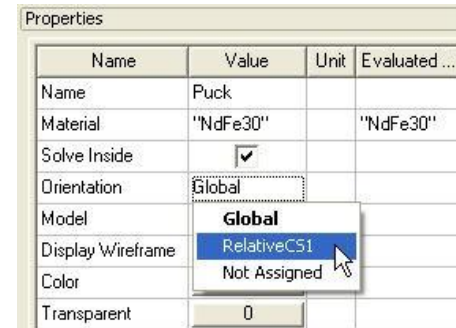 Properties
Name Value Unit Evaluated ...
Name Puck
Material "NdFe30" "NdFe30"
Solve Inside
Orientation Global
Model Global
Display Wireframe RelativeCS1
Color Not Assigned
Transparent 0